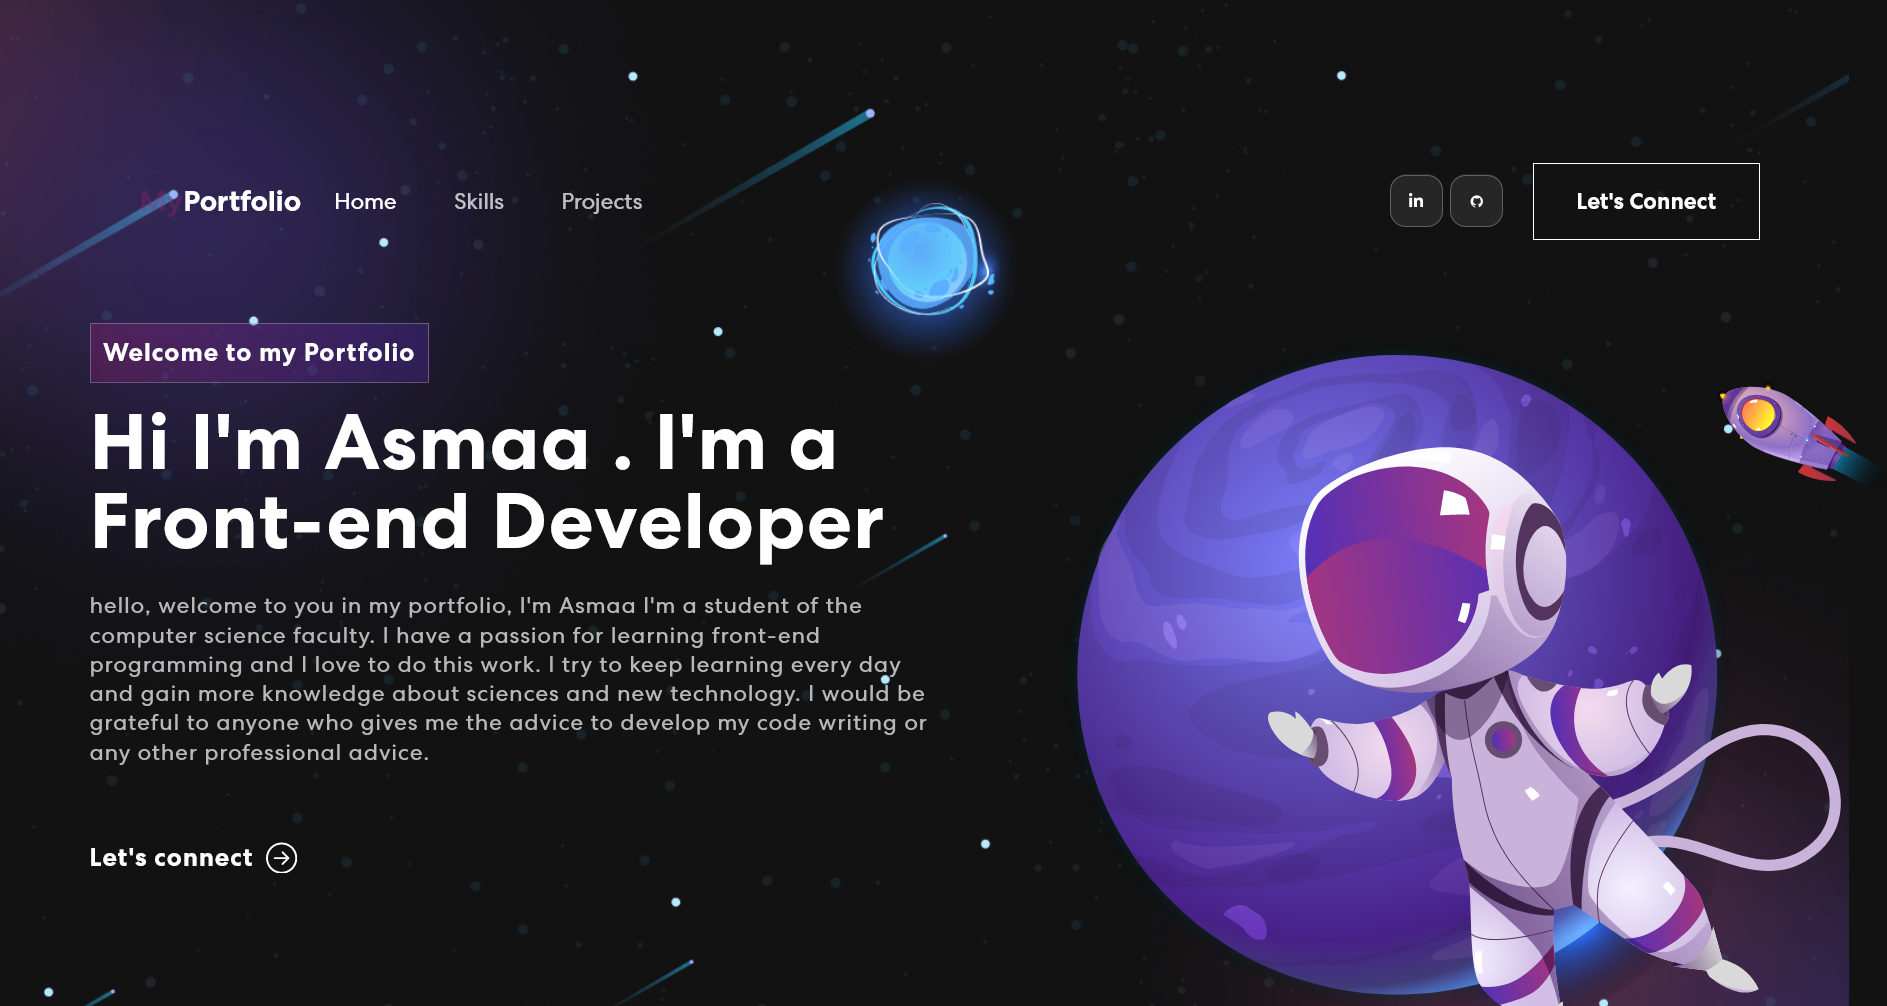 My Portfolio Home Skills Projects in Let's Connect
Welcome to my Portfolio
Hi I'm Asmaa . I'm a
Front-end Developer
hello, welcome to you in my portfolio, I'm Asmaa I'm a student of the
computer science faculty. I have a passion for learning front-end
programming and I love to do this work. I try to keep learning every day
and gain more knowledge about sciences and new technology. I would be
grateful to anyone who gives me the advice to develop my code writing or
any other professional advice.
Let's connect